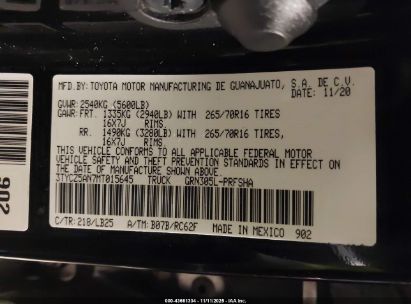 MFD.BY:TOYOTA MOTOR MANUFACTURING DE GUANAJUATO, S.A. DE C.V.
DATE: 11/20
GVWR:2540KG (5600LB)
GAWR:FRT. 1335KG (2940LB) WITH 265/70R16 TIRES
16X7J RIMS,
RR. 1490KG (3280LB) WITH 265/70R16 TIRES,
16X7J RIMS.
THIS VEHICLE CONFORMS TO ALL APPLICABLE FEDERAL MOTOR
VEHICLE SAFETY AND THEFT PREVENTION STANDARDS IN EFFECT ON
THE DATE OF MANUFACTURE SHOWN ABOVE.
3TYCZ5AN7MT015645 TRUCK GRN305L-PRFSHA
C/TR:218/LB25 A/TM:B07B/RC62F MADE IN MEXICO 902
902